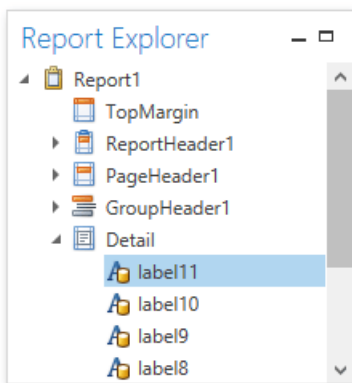 Report Explorer
Report1
TopMargin
ReportHeader1
PageHeader1
GroupHeader1
Detail
label11
label10
label9
label8